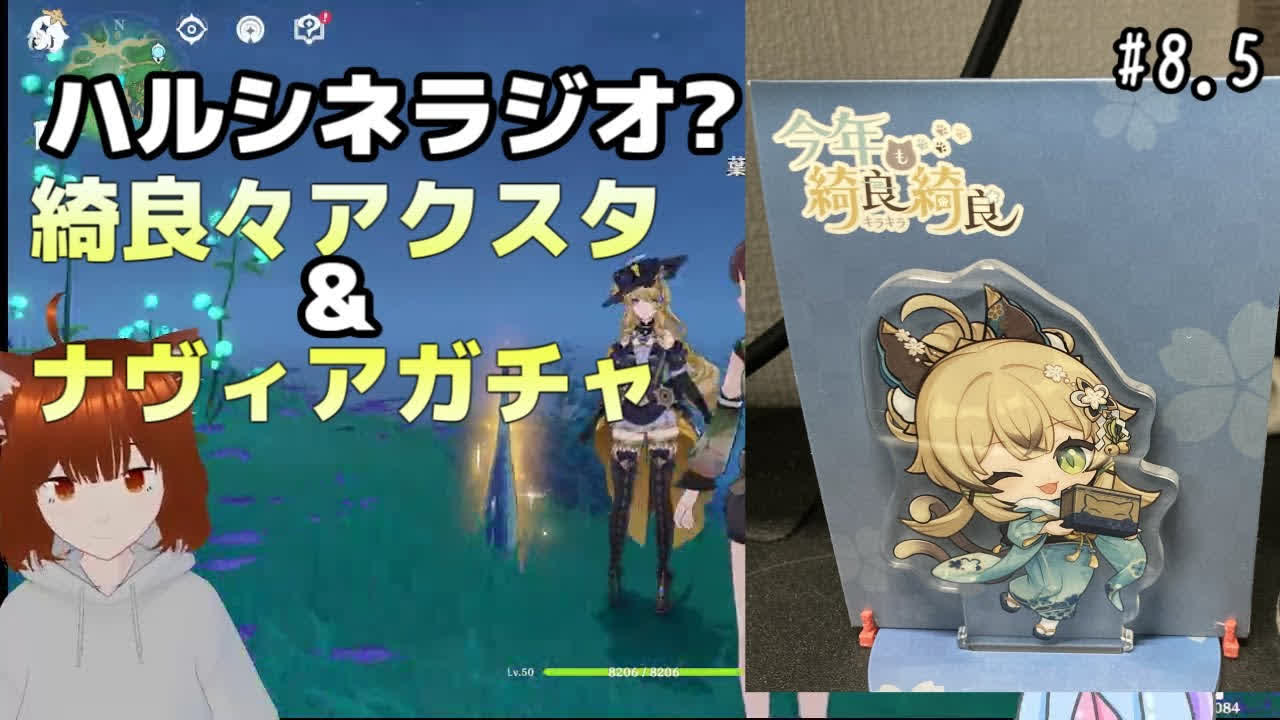 #8.5
ハルシネラジオ?
綺良々アクスタ
&
ナヴィアガチャ
今年も
綺良綺良
キラキラ
N
葉
Lv.50
8206 / 8206
084